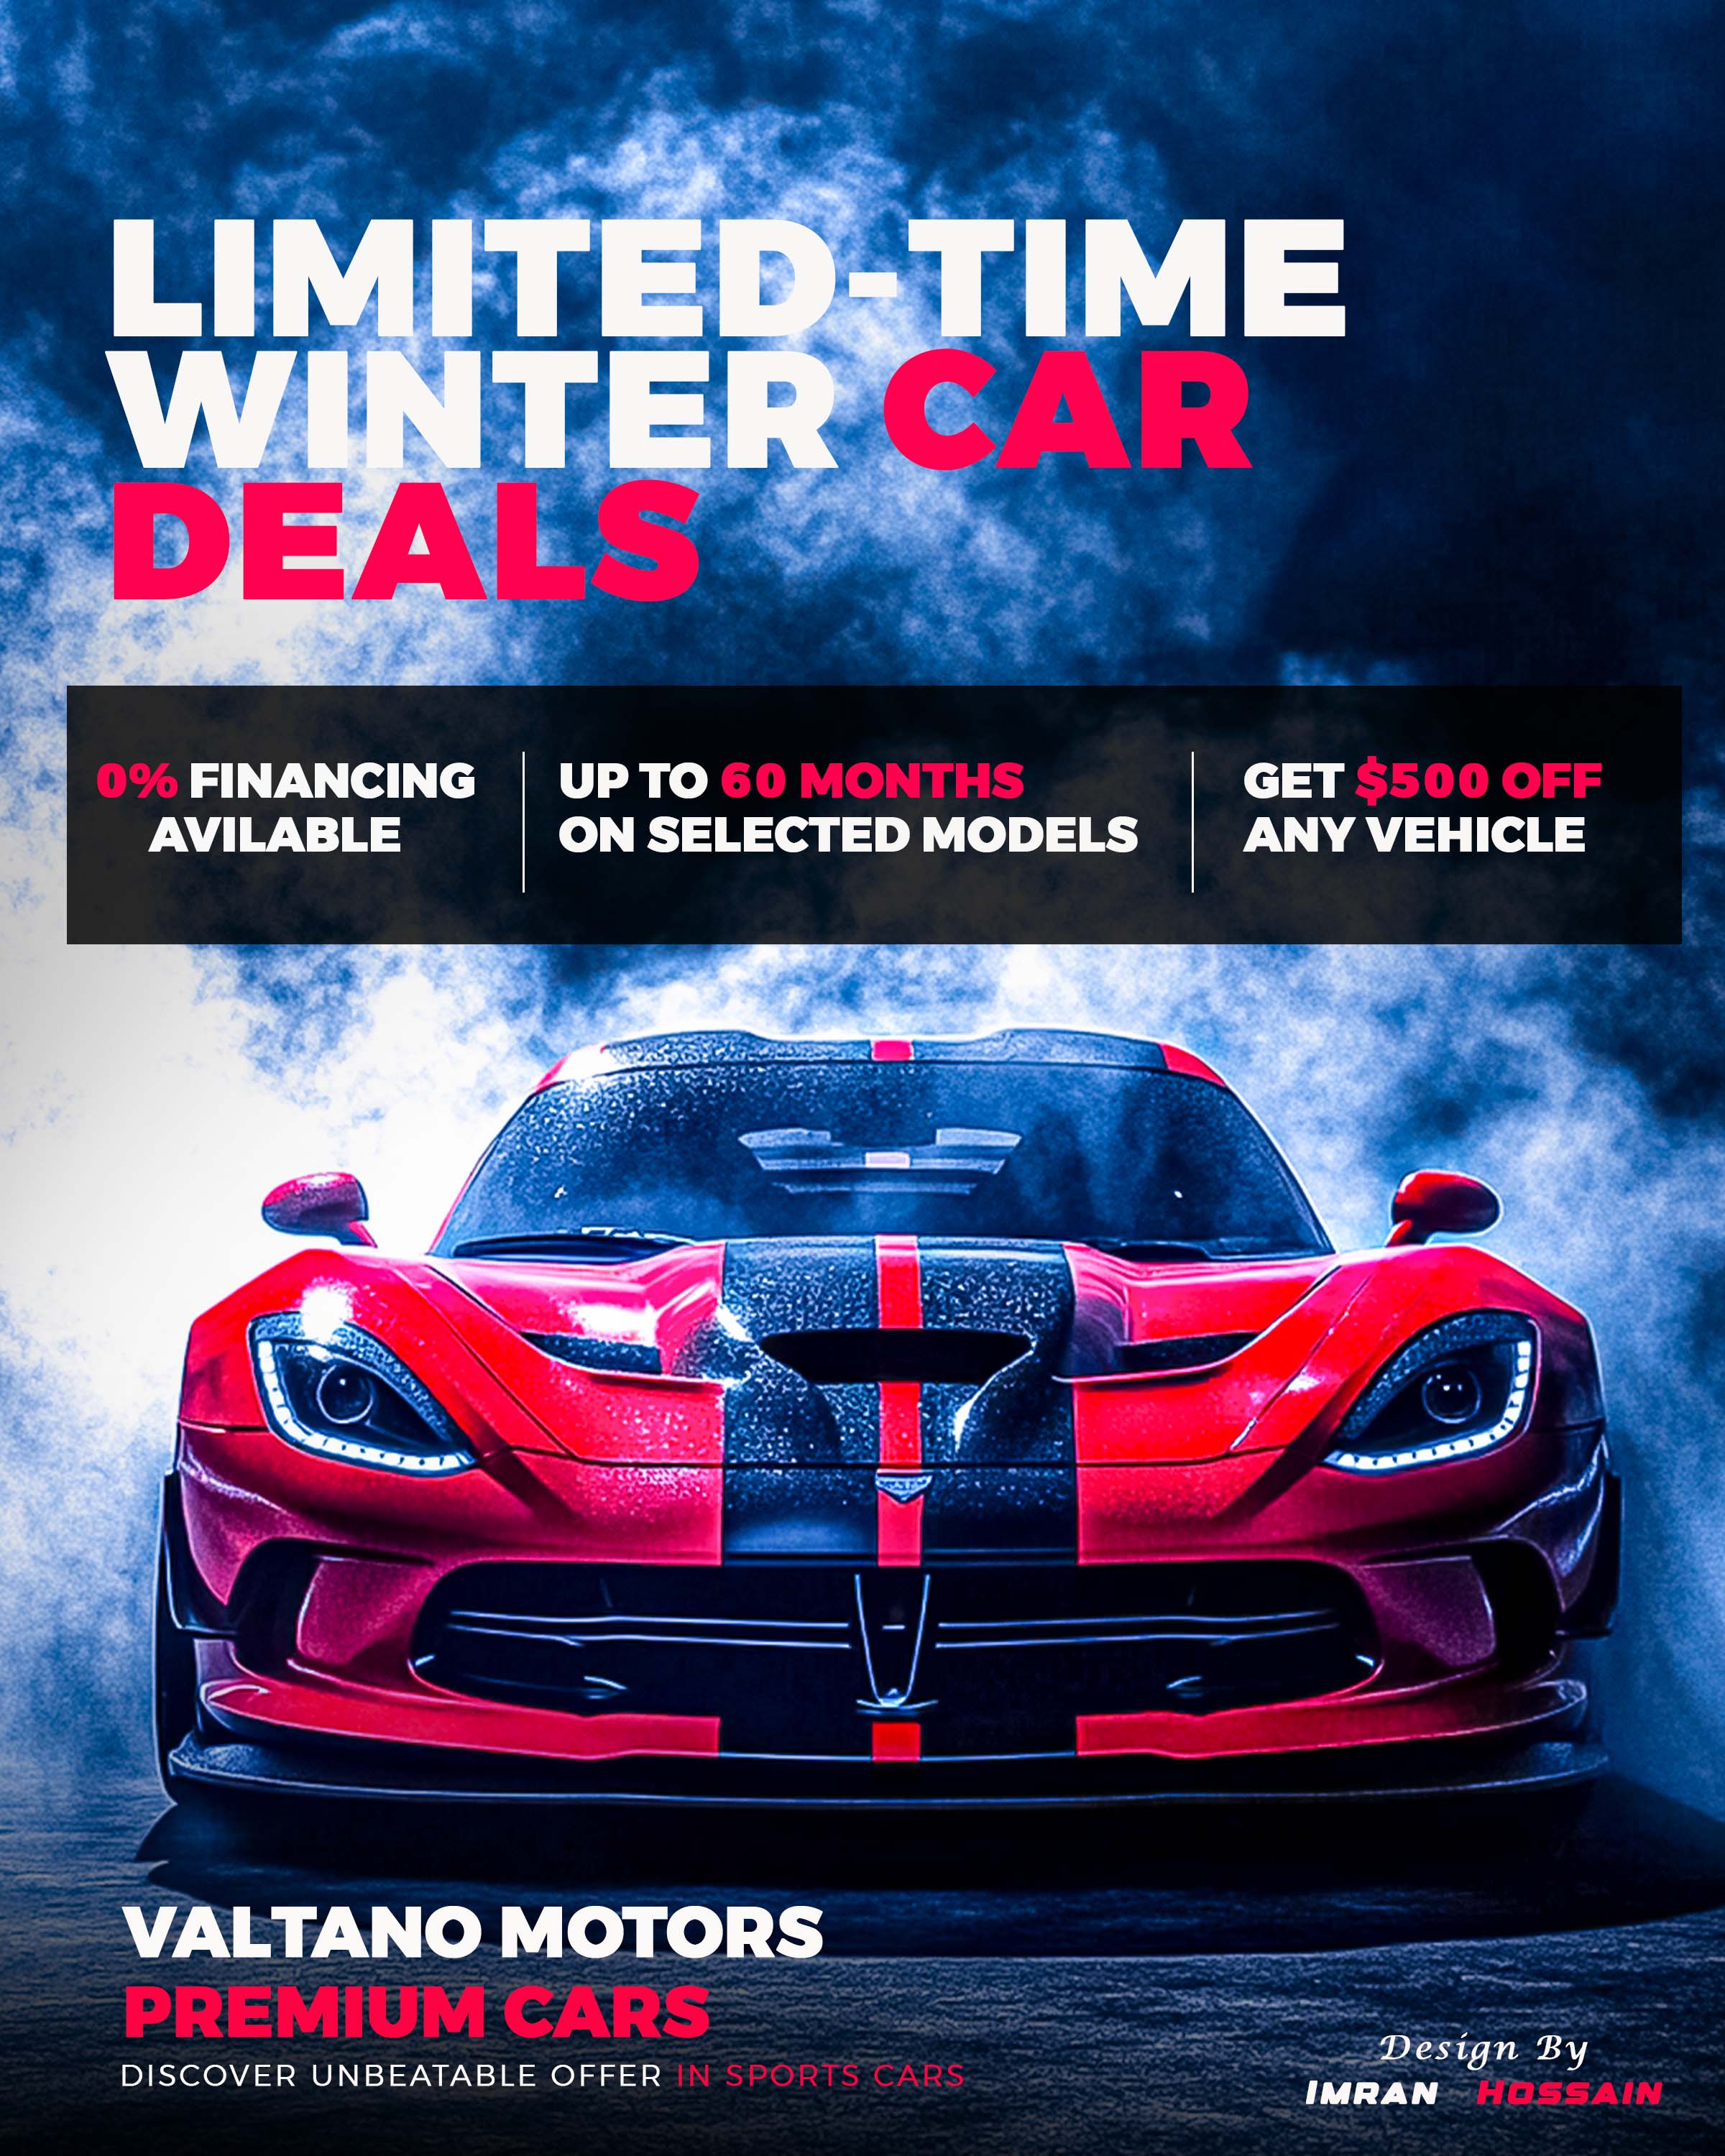 LIMITED-TIME
WINTER CAR
DEALS
0% FINANCING
AVILABLE
UP TO 60 MONTHS
ON SELECTED MODELS
GET $500 OFF
ANY VEHICLE
VALTANO MOTORS
PREMIUM CARS
DISCOVER UNBEATABLE OFFER IN SPORTS CARS
Design By
IMRAN HOSSAIN